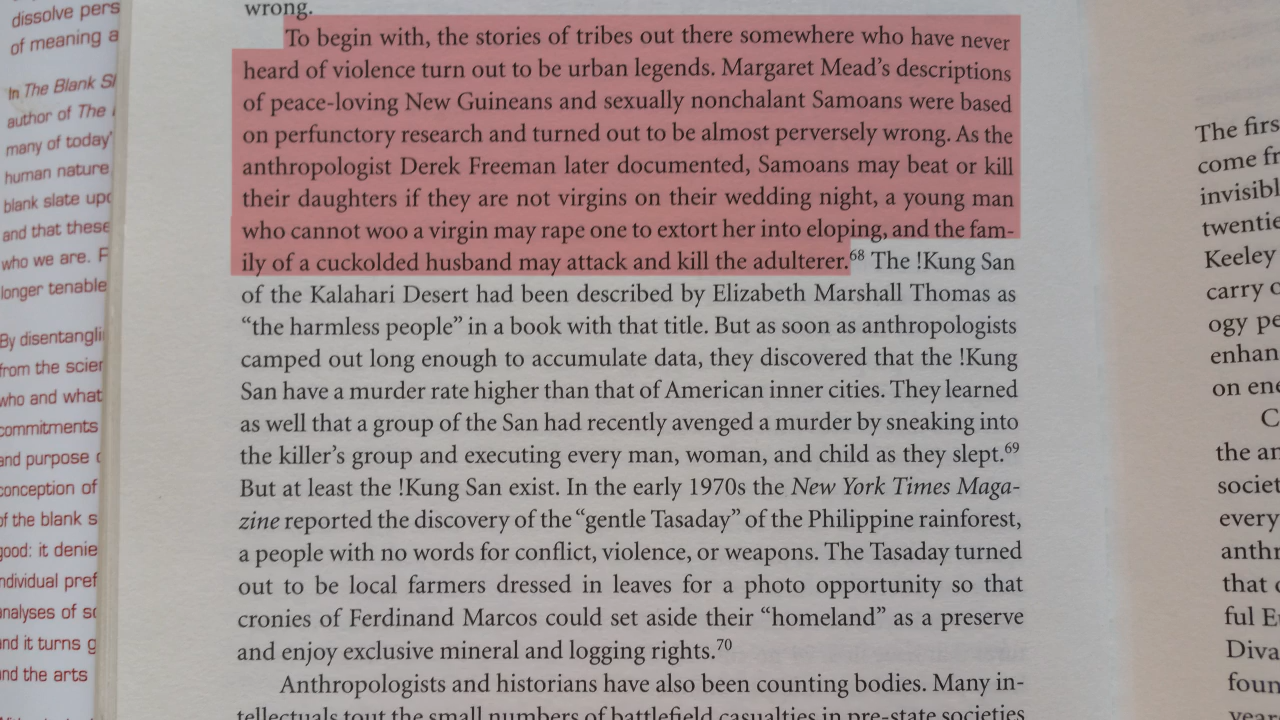 dissolve pers
of meaning a
In The Blank Sl
author of The
many of today'
human nature
blank slate upo
and that these
who we are. F
longer tenable
By disentangli
from the scier
who and what
commitments
and purpose
conception of
of the blank s
good: it denie
ndividual pref
analyses of so
and it turns g
and the arts
wrong.
To begin with, the stories of tribes out there somewhere who have never
heard of violence turn out to be urban legends. Margaret Mead's descriptions
of peace-loving New Guineans and sexually nonchalant Samoans were based
on perfunctory research and turned out to be almost perversely wrong. As the
anthropologist Derek Freeman later documented, Samoans may beat or kill
their daughters if they are not virgins on their wedding night, a young man
who cannot woo a virgin may rape one to extort her into eloping, and the fam-
ily of a cuckolded husband may attack and kill the adulterer.68 The !Kung San
of the Kalahari Desert had been described by Elizabeth Marshall Thomas as
“the harmless people” in a book with that title. But as soon as anthropologists
camped out long enough to accumulate data, they discovered that the !Kung
San have a murder rate higher than that of American inner cities. They learned
as well that a group of the San had recently avenged a murder by sneaking into
the killer's group and executing every man, woman, and child as they slept.69
But at least the !Kung San exist. In the early 1970s the New York Times Maga-
zine reported the discovery of the “gentle Tasaday” of the Philippine rainforest,
a people with no words for conflict, violence, or weapons. The Tasaday turned
out to be local farmers dressed in leaves for a photo opportunity so that
cronies of Ferdinand Marcos could set aside their “homeland” as a preserve
and enjoy exclusive mineral and logging rights.70
Anthropologists and historians have also been counting bodies. Many in-
tellectuals tout the small numbers of battlefield casualties in pre-state societies
The firs
come fr
invisibl
twentie
Keeley
carry o
ogy pe
enhan
on ene
C
the an
societ
every
anthr
that c
ful E
Diva
foun